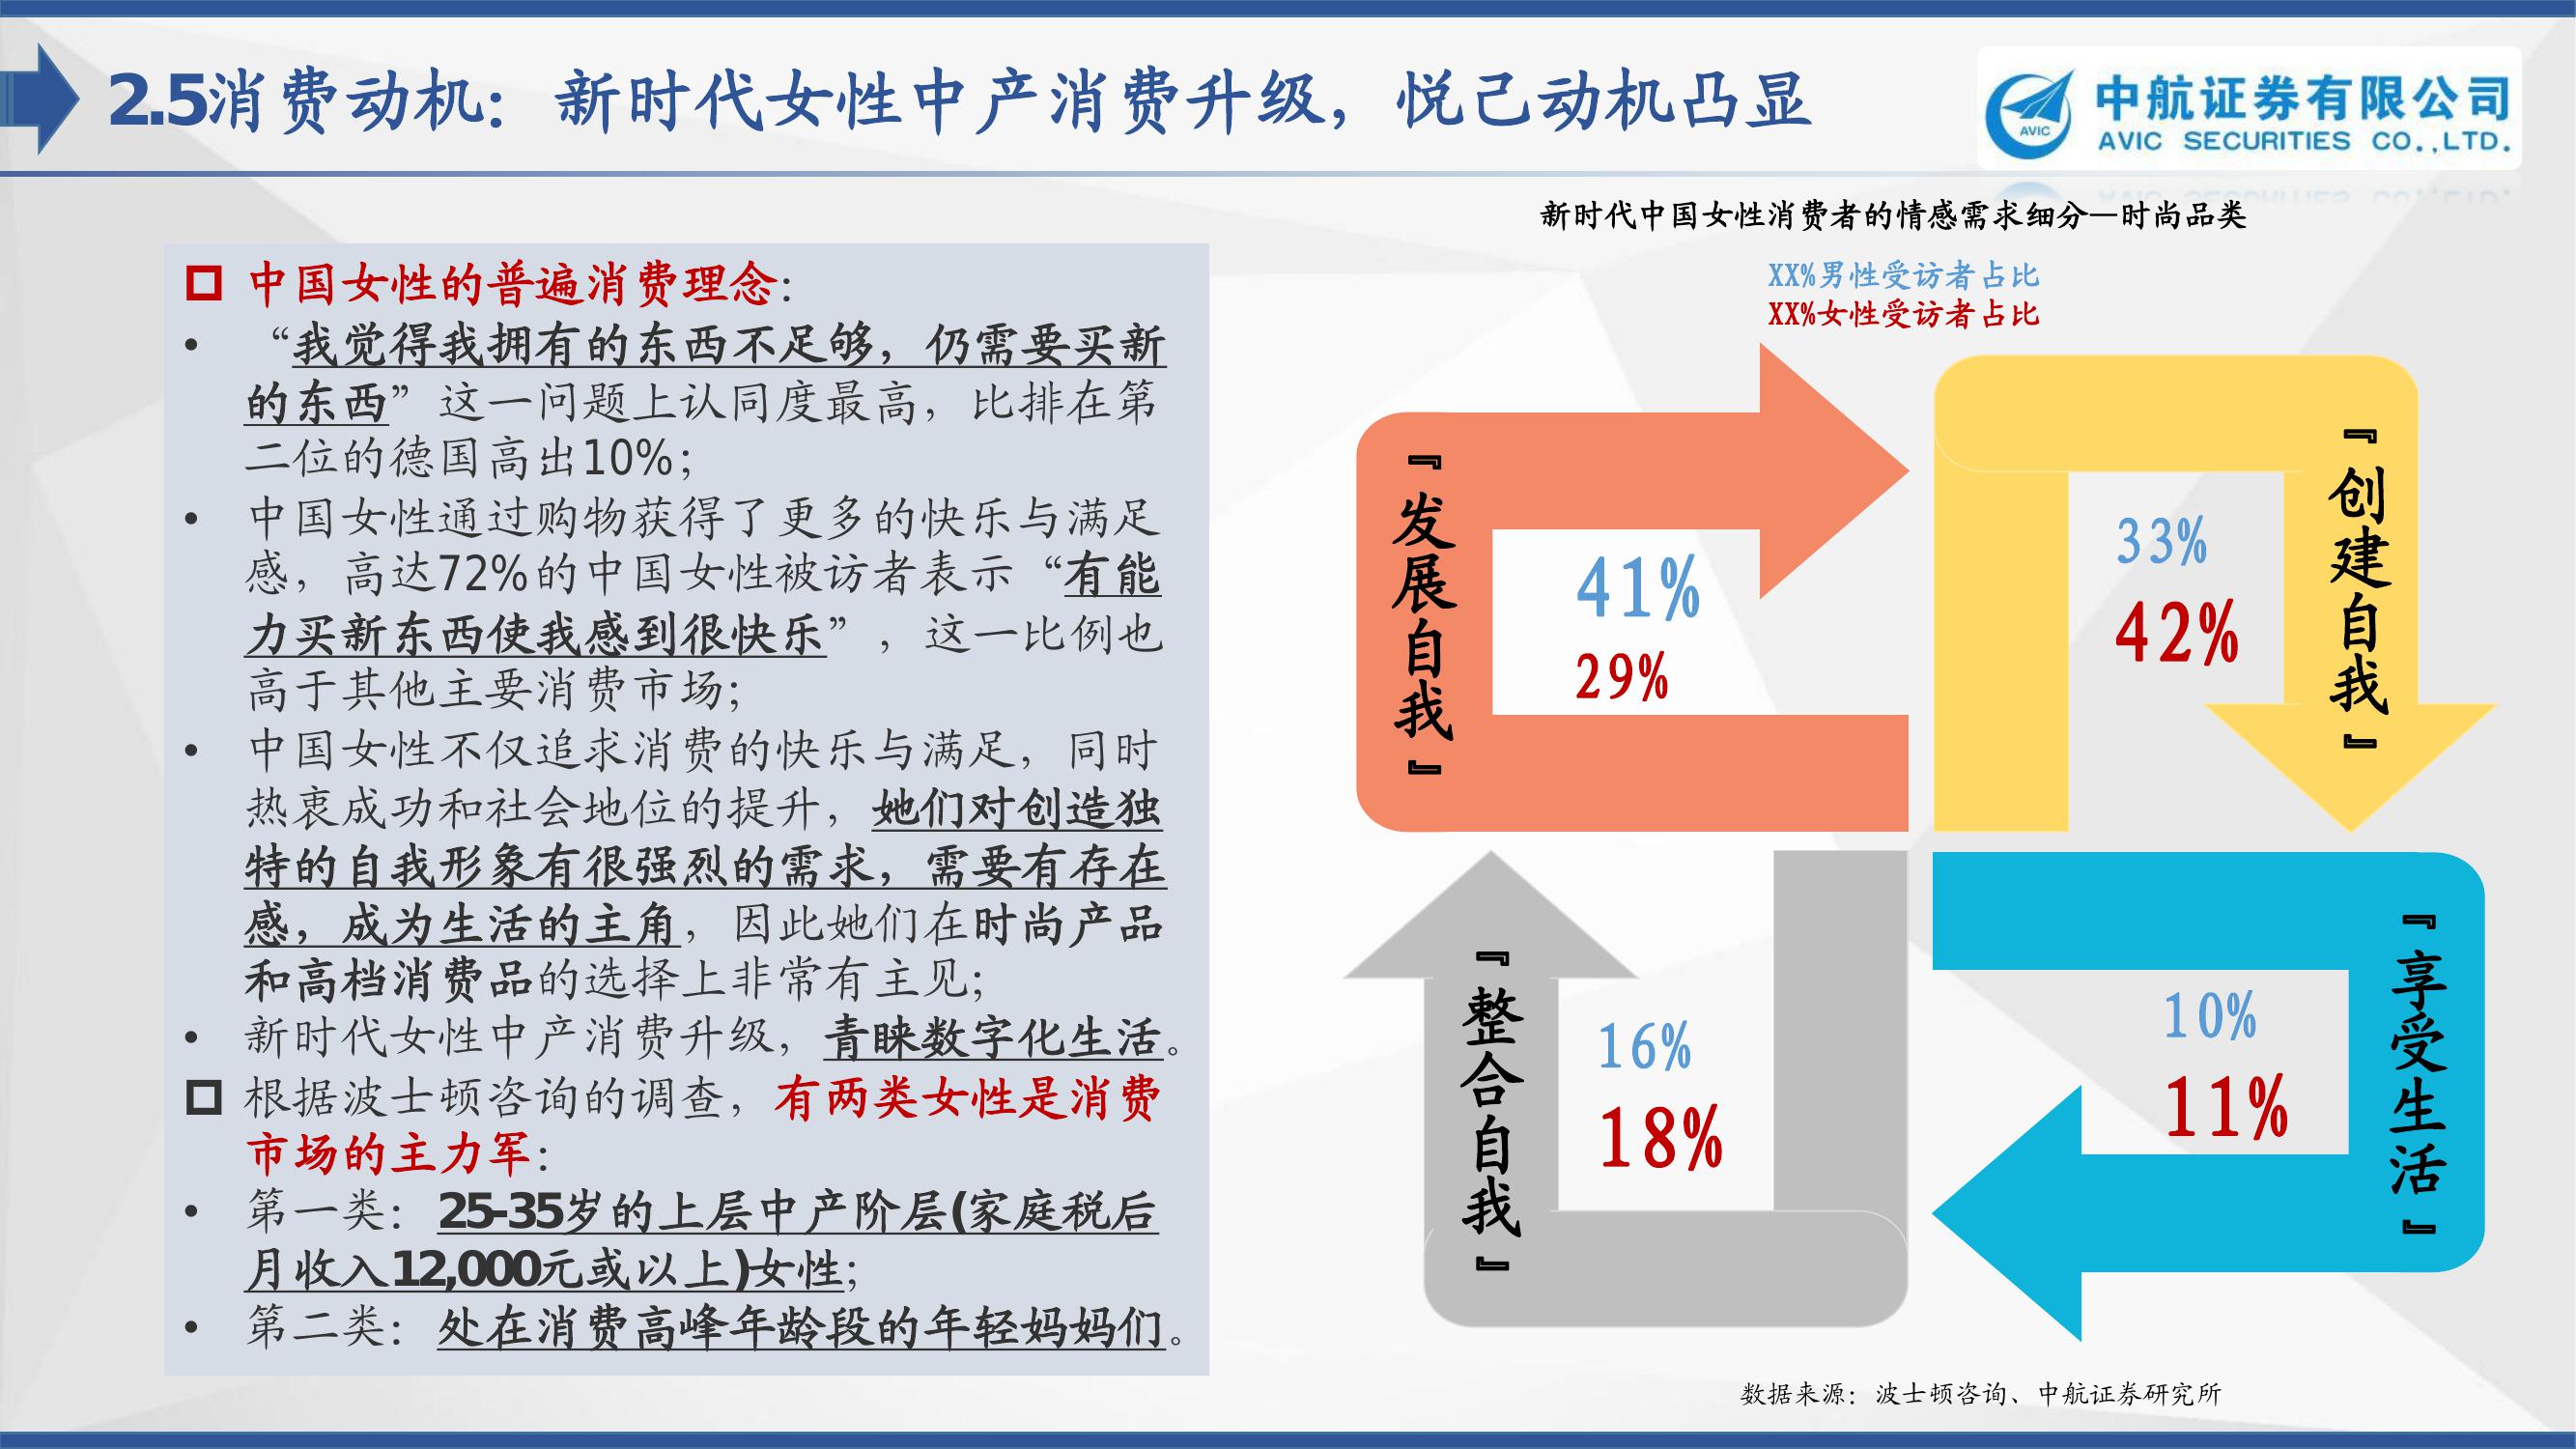 2.5消费动机：新时代女性中产消费升级，悦己动机凸显
AVIC
中航证券有限公司
AVIC SECURITIES CO.,LTD.
中国女性的普遍消费理念：
• “我觉得我拥有的东西不足够，仍需要买新
的东西”这一问题上认同度最高，比排在第
二位的德国高出10%；
• 中国女性通过购物获得了更多的快乐与满足
感，高达72%的中国女性被访者表示“有能
力买新东西使我感到很快乐”，这一比例也
高于其他主要消费市场；
• 中国女性不仅追求消费的快乐与满足，同时
热衷成功和社会地位的提升，她们对创造独
特的自我形象有很强烈的需求，需要有存在
感，成为生活的主角，因此她们在时尚产品
和高档消费品的选择上非常有主见；
• 新时代女性中产消费升级，青睐数字化生活。
根据波士顿咨询的调查，有两类女性是消费
市场的主力军：
• 第一类：25-35岁的上层中产阶层(家庭税后
月收入12,000元或以上)女性；
• 第二类：处在消费高峰年龄段的年轻妈妈们。
新时代中国女性消费者的情感需求细分—时尚品类
XX%男性受访者占比
XX%女性受访者占比
『发展自我』
41%
29%
『创建自我』
33%
42%
『整合自我』
16%
18%
『享受生活』
10%
11%
数据来源：波士顿咨询、中航证券研究所